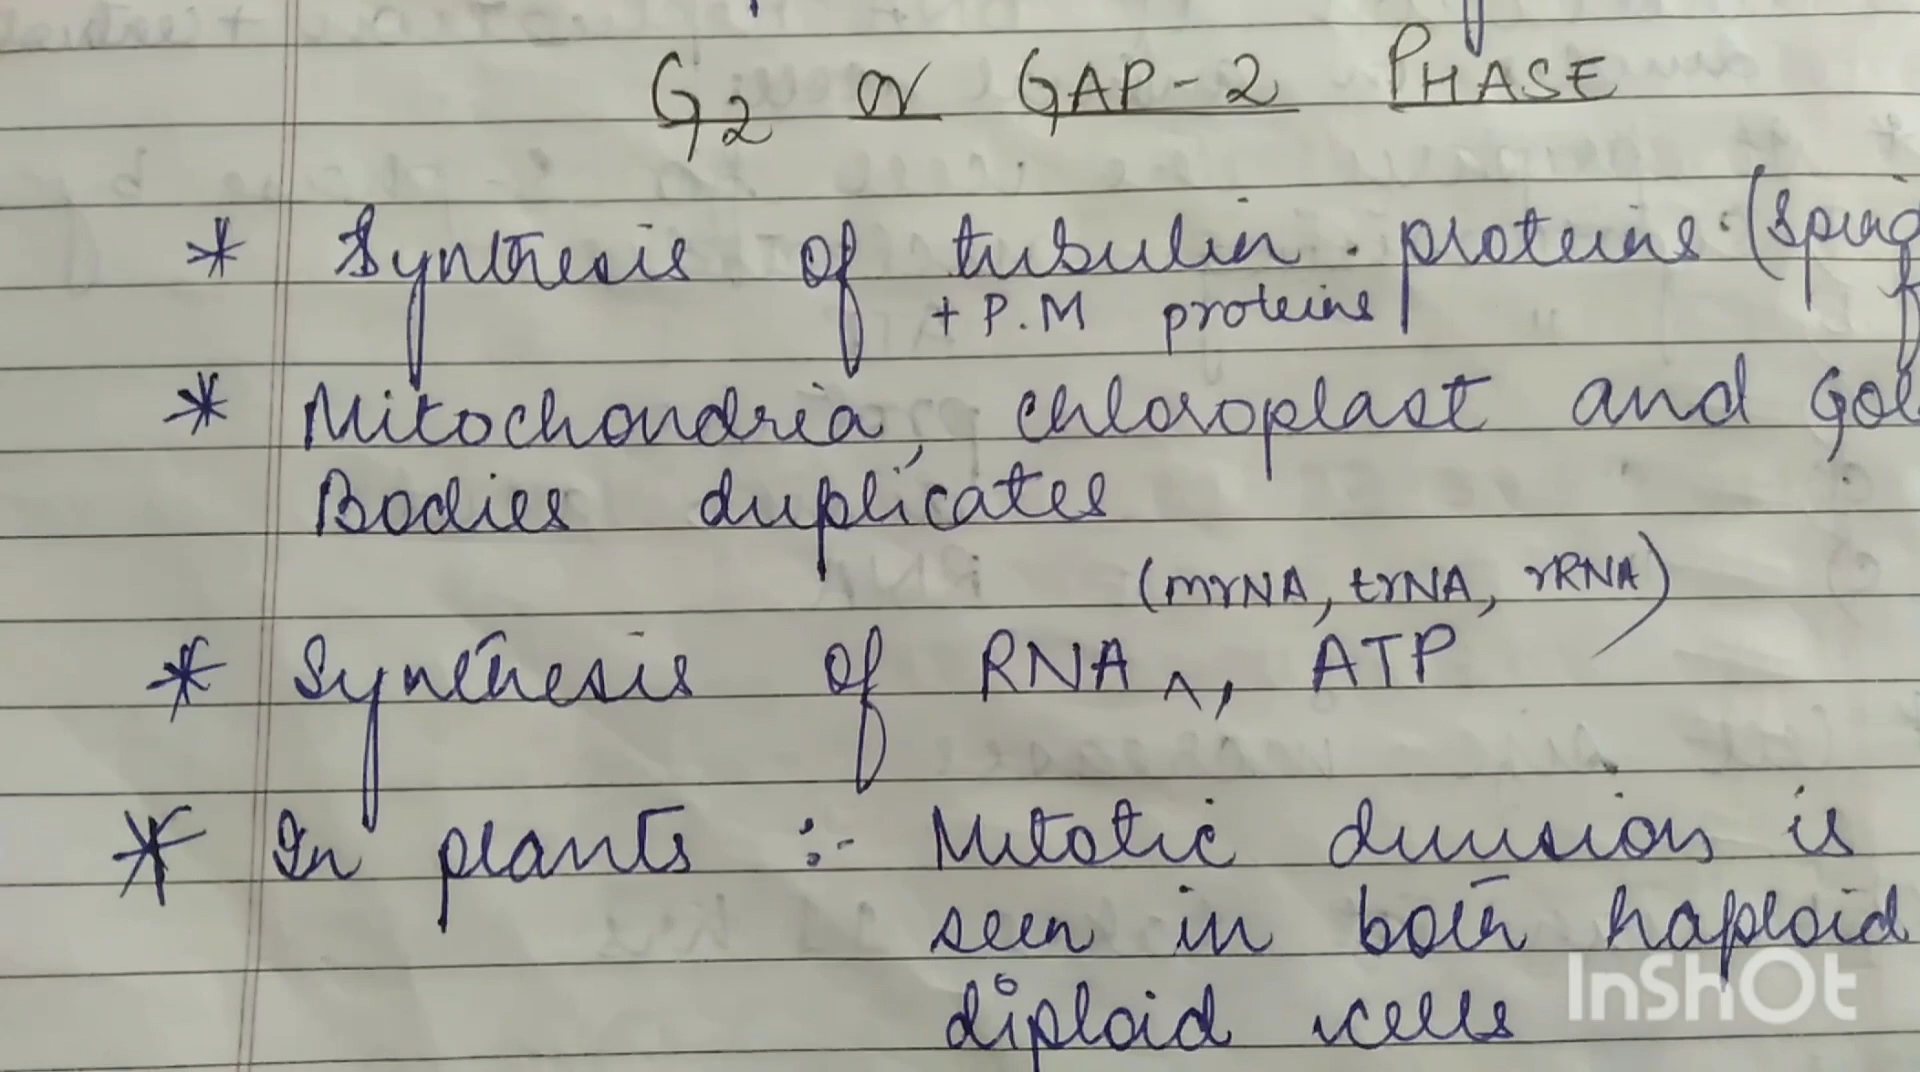 G2 or GAP-2 PHASE
* Synthesis of tubulin. proteins. (Spind
+ P.M proteins
* Mitochondria, chloroplast and Gol
Bodies duplicates
(mrNA, trNA, rRNA)
* Synthesis of RNA ^, ATP
* In plants :- Mitotic division is
seen in both haploid
diploid cells
InShOt